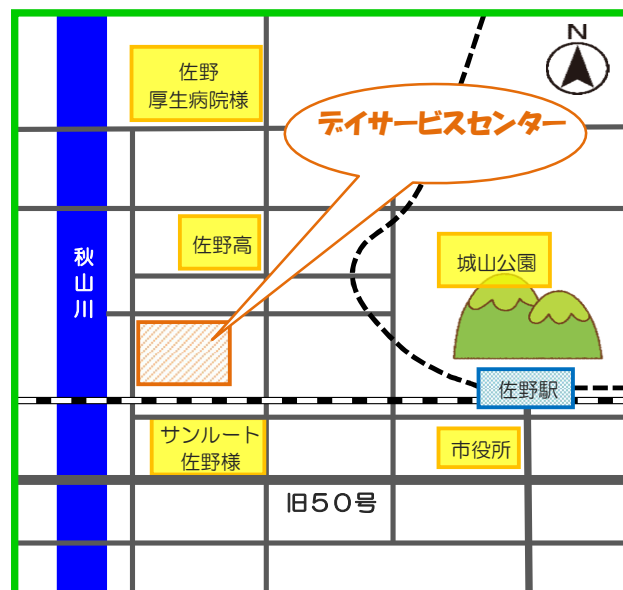 N
佐野
厚生病院様
デイサービスセンター
佐野高
秋山川
城山公園
佐野駅
サンルート
佐野様
市役所
旧50号